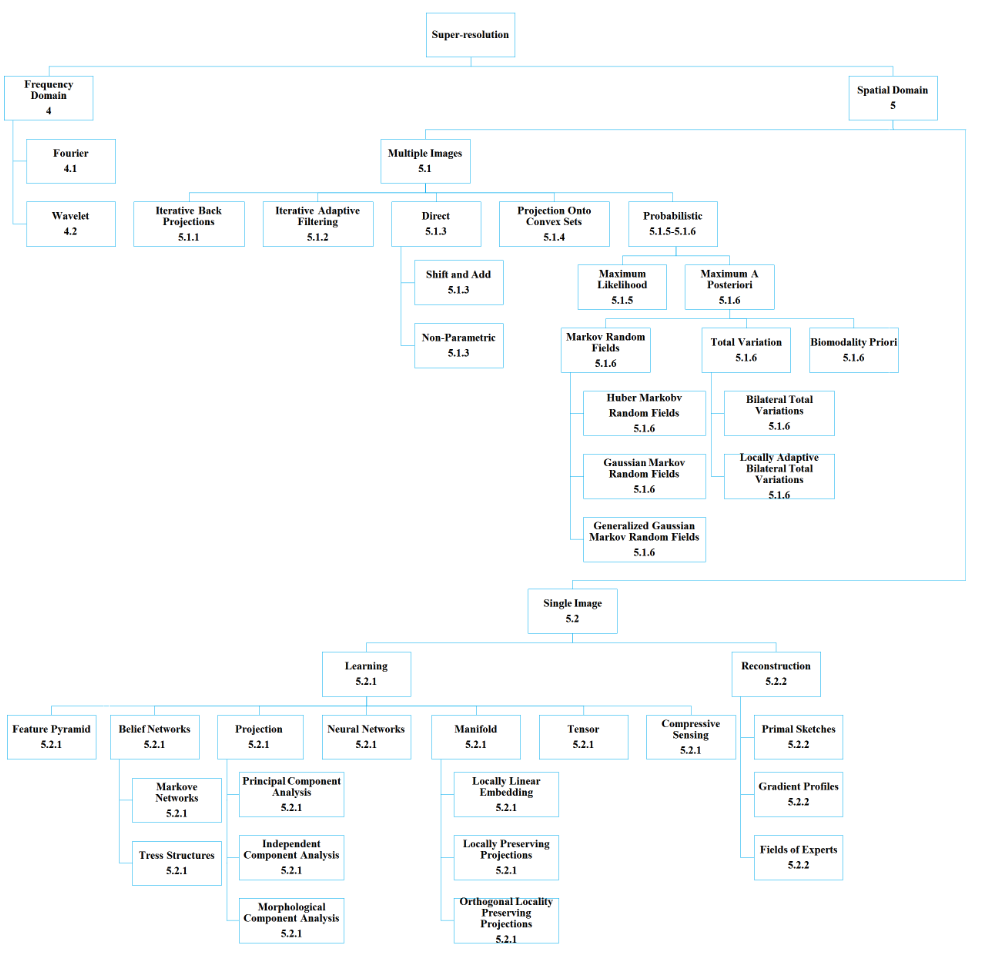 Super-resolution
Frequency
Domain
4
Spatial Domain
5
Fourier
4.1
Multiple Images
5.1
Wavelet
4.2
Iterative Back
Projections
5.1.1
Iterative Adaptive
Filtering
5.1.2
Direct
5.1.3
Projection Onto
Convex Sets
5.1.4
Probabilistic
5.1.5-5.1.6
Shift and Add
5.1.3
Maximum
Likelihood
5.1.5
Maximum A
Posteriori
5.1.6
Non-Parametric
5.1.3
Markov Random
Fields
5.1.6
Total Variation
5.1.6
Biomodality Priori
5.1.6
Huber Markobv
Random Fields
5.1.6
Bilateral Total
Variations
5.1.6
Gaussian Markov
Random Fields
5.1.6
Locally Adaptive
Bilateral Total
Variations
5.1.6
Generalized Gaussian
Markov Random Fields
5.1.6
Single Image
5.2
Learning
5.2.1
Reconstruction
5.2.2
Feature Pyramid
5.2.1
Belief Networks
5.2.1
Projection
5.2.1
Neural Networks
5.2.1
Manifold
5.2.1
Tensor
5.2.1
Compressive
Sensing
5.2.1
Primal Sketches
5.2.2
Markove
Networks
5.2.1
Principal Component
Analysis
5.2.1
Locally Linear
Embedding
5.2.1
Gradient Profiles
5.2.2
Tress Structures
5.2.1
Independent
Component Analysis
5.2.1
Locally Preserving
Projections
5.2.1
Fields of Experts
5.2.2
Morphological
Component Analysis
5.2.1
Orthogonal Locality
Preserving
Projections
5.2.1